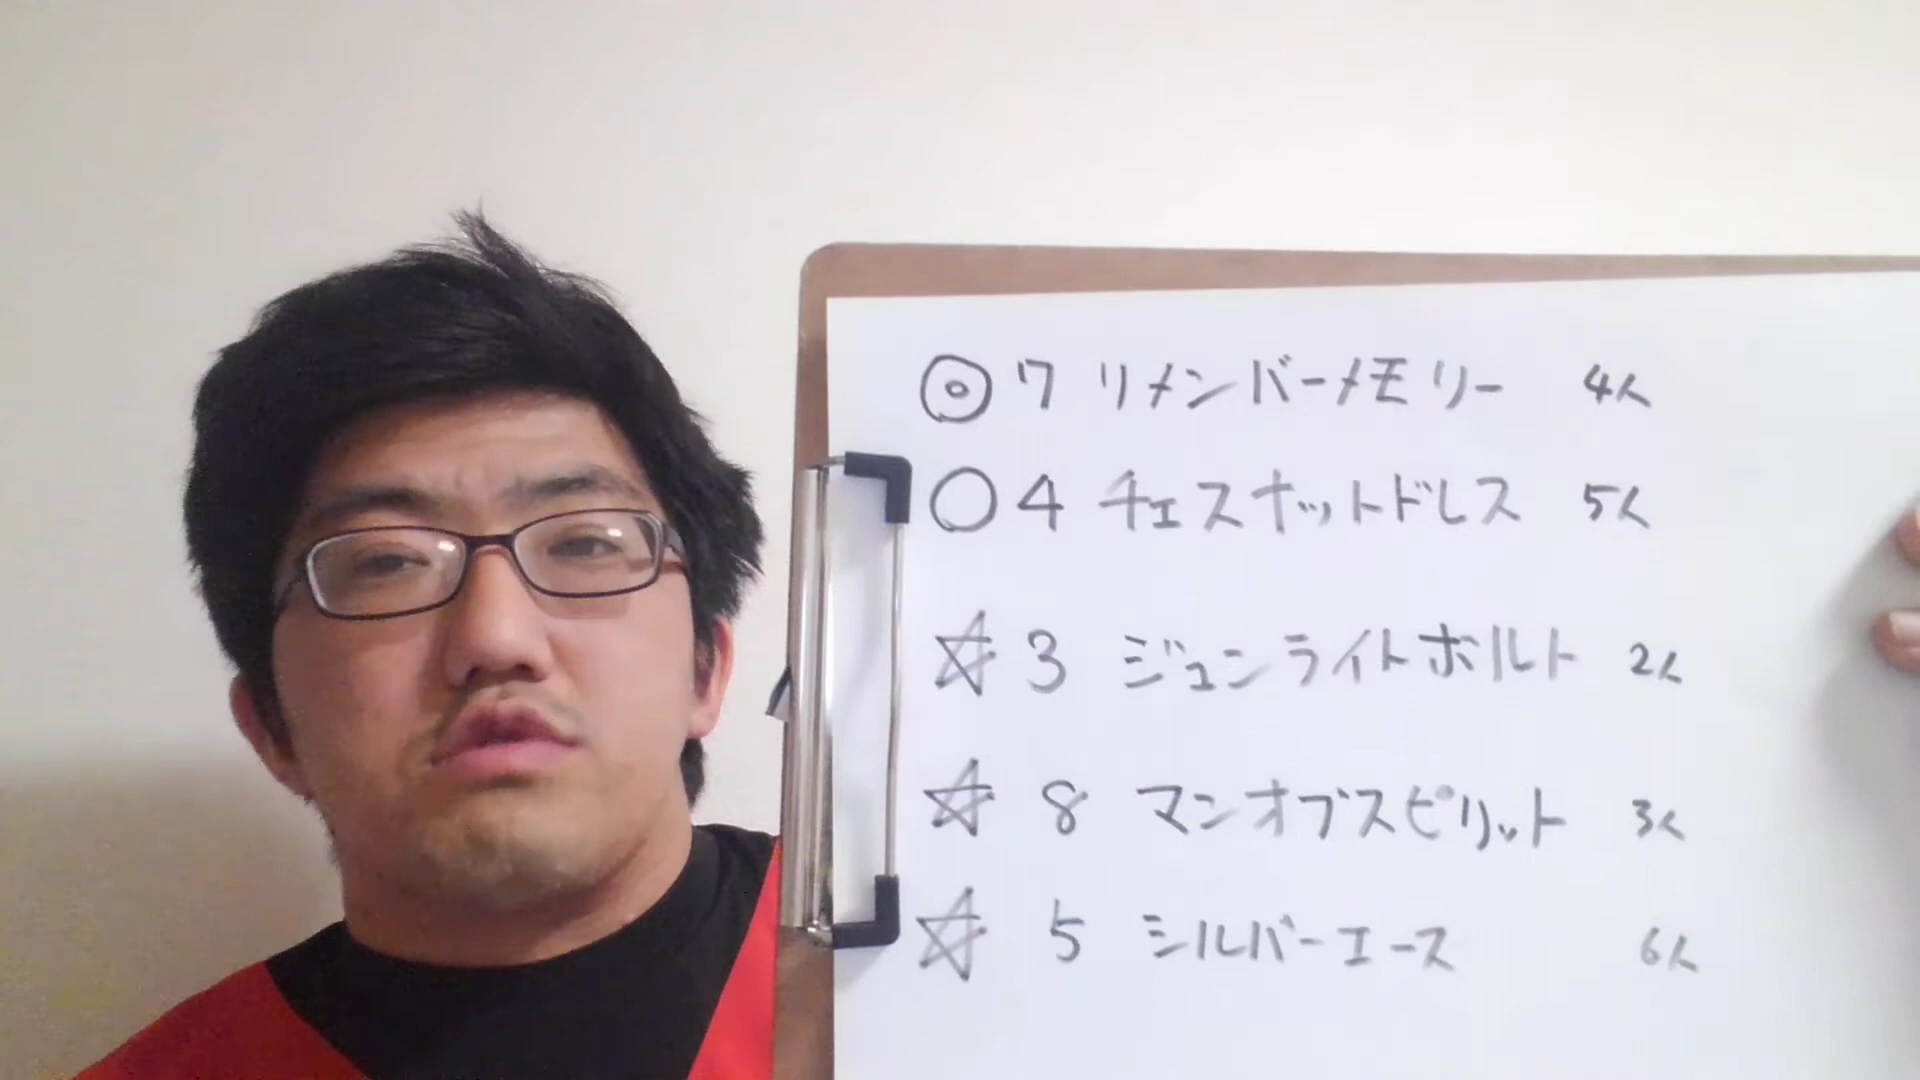 ◎ 7 リメンバーメモリー 4人
○ 4 チェスナットドレス 5人
☆ 3 ジュンライトボルト 2人
☆ 8 マンオブスピリット 3人
☆ 5 シルバーエース 6人